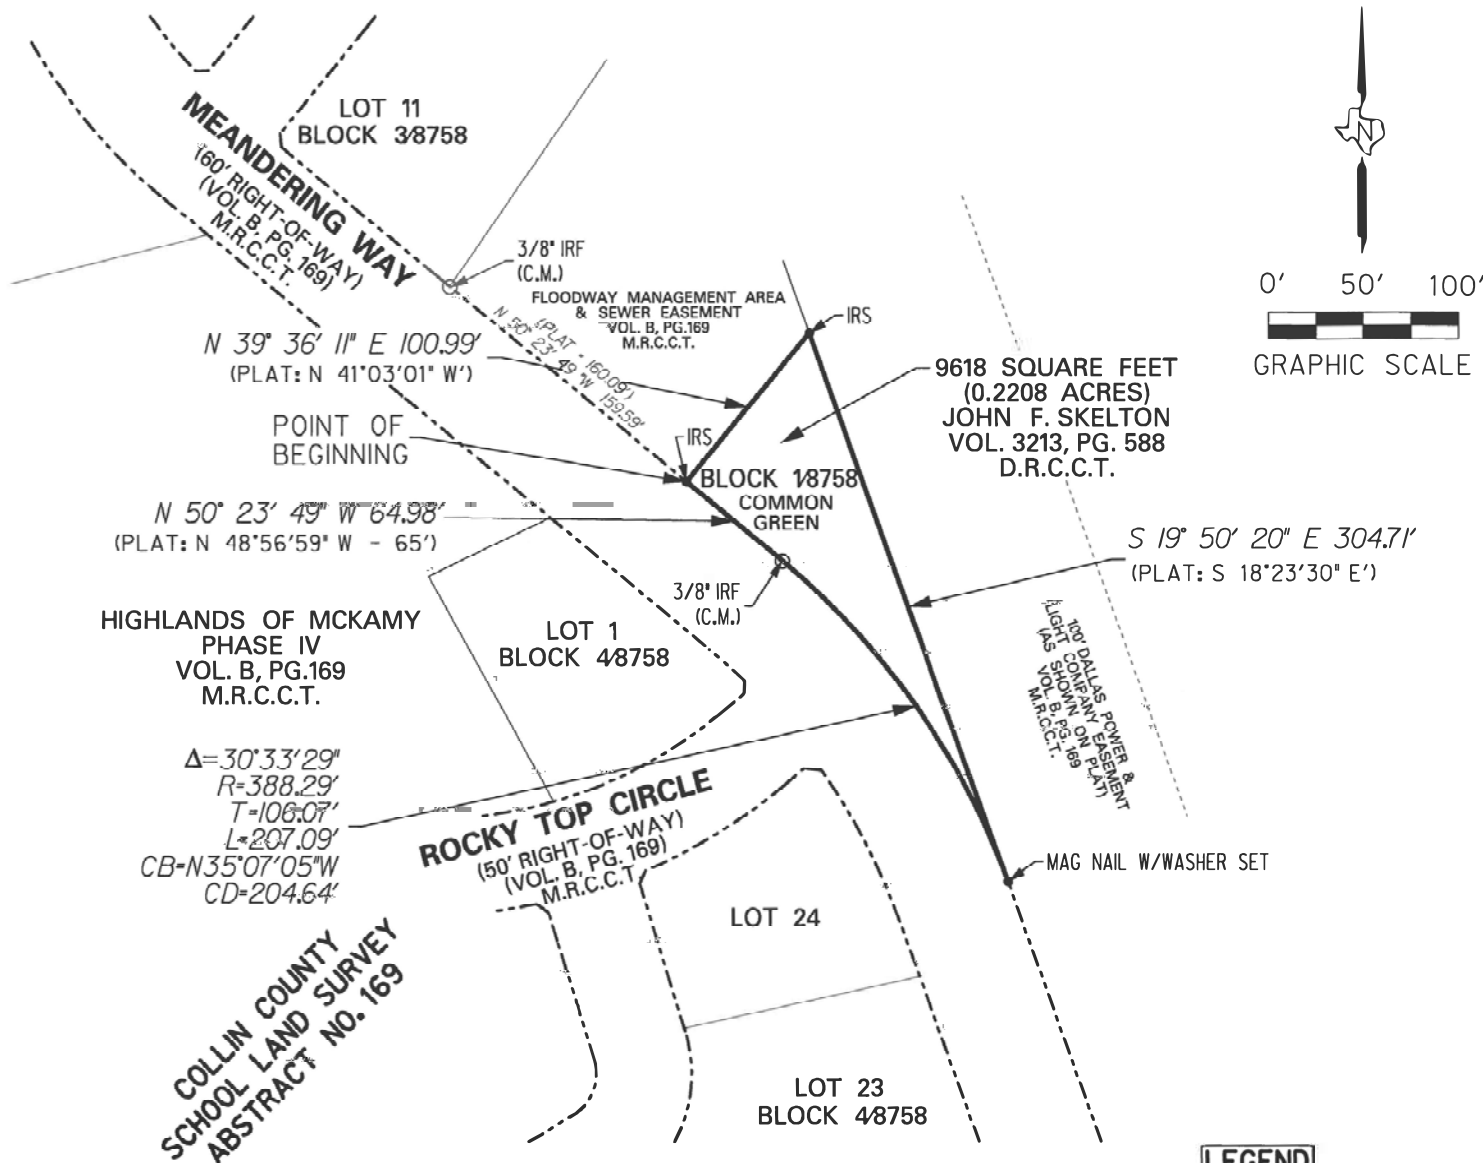 LOT 11
BLOCK 3/8758
MEANDERING WAY
(60' RIGHT-OF-WAY)
(VOL. B, PG. 169)
M.R.C.C.T.
N
0' 50' 100'
GRAPHIC SCALE
3/8" IRF
(C.M.)
FLOODWAY MANAGEMENT AREA
& SEWER EASEMENT
VOL. B, PG.169
M.R.C.C.T.
(PLAT - 160.09')
N 50° 23' 49 "W 159.59'
IRS
N 39° 36' 11" E 100.99'
(PLAT: N 41°03'01" W')
9618 SQUARE FEET
(0.2208 ACRES)
JOHN F. SKELTON
VOL. 3213, PG. 588
D.R.C.C.T.
POINT OF
BEGINNING
IRS
BLOCK 1/8758
COMMON
GREEN
N 50° 23' 49" W 64.98'
(PLAT: N 48°56'59" W - 65')
S 19° 50' 20" E 304.71'
(PLAT: S 18°23'30" E')
3/8" IRF
(C.M.)
HIGHLANDS OF MCKAMY
PHASE IV
VOL. B, PG.169
M.R.C.C.T.
LOT 1
BLOCK 4/8758
100' DALLAS POWER &
LIGHT COMPANY EASEMENT
(AS SHOWN ON PLAT)
VOL. B, PG. 169
M.R.C.C.T.
Δ=30°33'29"
R=388.29'
T=106.07'
L=207.09'
CB=N35°07'05"W
CD=204.64'
ROCKY TOP CIRCLE
(50' RIGHT-OF-WAY)
(VOL. B, PG. 169)
M.R.C.C.T.
MAG NAIL W/WASHER SET
LOT 24
COLLIN COUNTY
SCHOOL LAND SURVEY
ABSTRACT NO. 169
LOT 23
BLOCK 4/8758
LEGEND